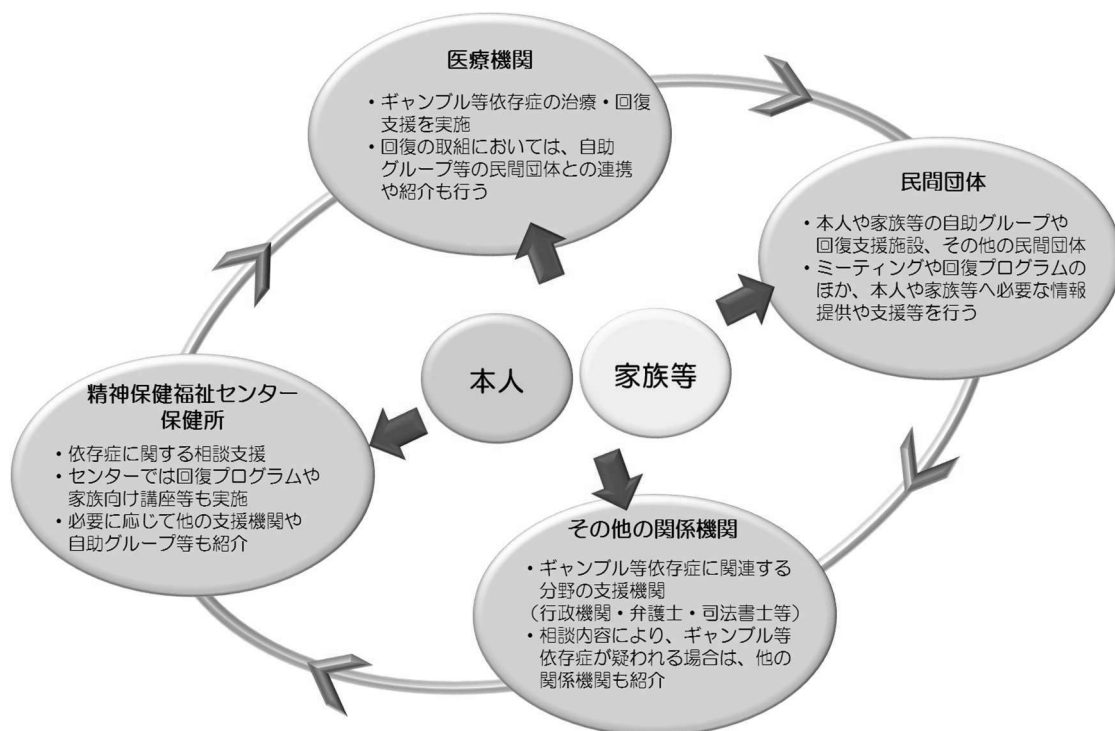 医療機関
・ギャンブル等依存症の治療・回復
支援を実施
・回復の取組においては、自助
グループ等の民間団体との連携
や紹介も行う
民間団体
・本人や家族等の自助グループや
回復支援施設、その他の民間団体
・ミーティングや回復プログラムの
ほか、本人や家族等へ必要な情報
提供や支援等を行う
本人
家族等
精神保健福祉センター
保健所
・依存症に関する相談支援
・センターでは回復プログラムや
家族向け講座等も実施
・必要に応じて他の支援機関や
自助グループ等も紹介
その他の関係機関
・ギャンブル等依存症に関連する
分野の支援機関
（行政機関・弁護士・司法書士等）
・相談内容により、ギャンブル等
依存症が疑われる場合は、他の
関係機関も紹介